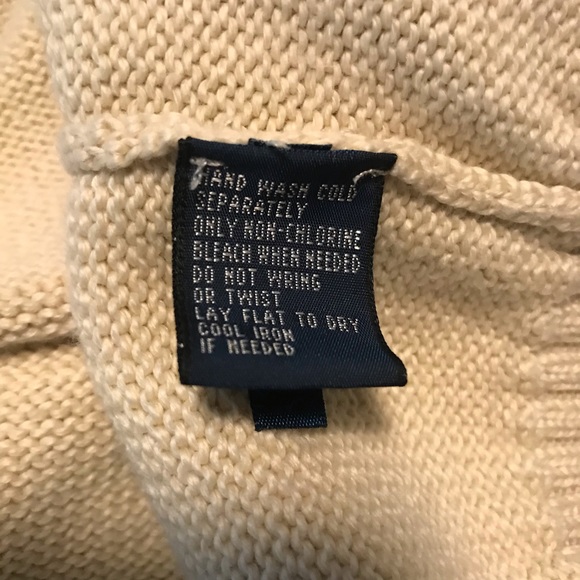 HAND WASH COLD
SEPARATELY
ONLY NON-CHLORINE
BLEACH WHEN NEEDED
DO NOT WRING
OR TWIST
LAY FLAT TO DRY
COOL IRON
IF NEEDED